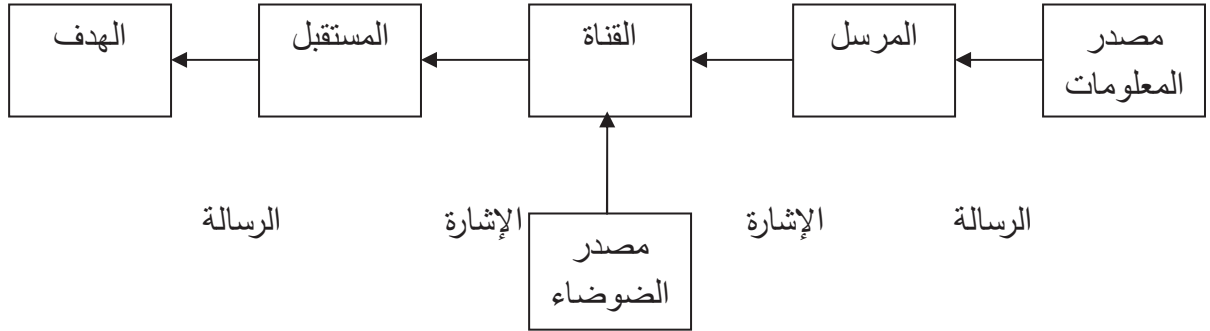 مصدر
المعلومات
المرسل
القناة
المستقبل
الهدف
الرسالة
الإشارة
الإشارة
الرسالة
مصدر
الضوضاء